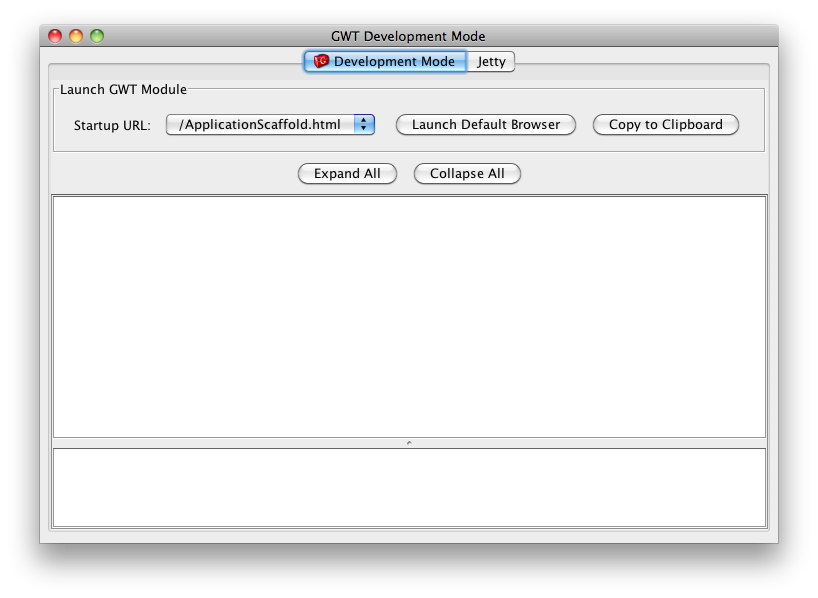 GWT Development Mode
Development Mode Jetty
Launch GWT Module
Startup URL: /ApplicationScaffold.html Launch Default Browser Copy to Clipboard
Expand All Collapse All